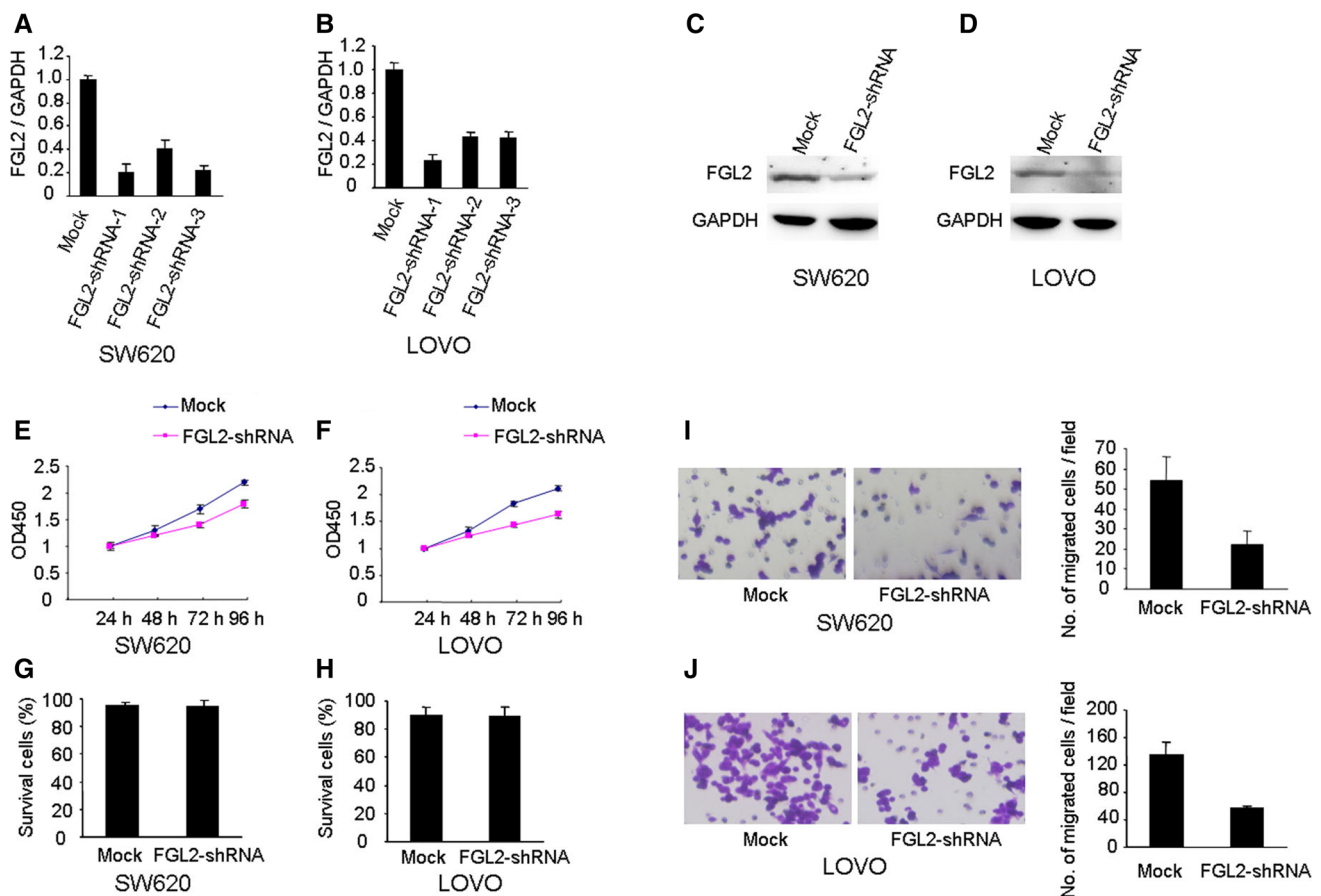 A
FGL2 / GAPDH
1.2
1.0
0.8
0.6
0.4
0.2
0
Mock
FGL2-shRNA-1
FGL2-shRNA-2
FGL2-shRNA-3
SW620
B
FGL2 / GAPDH
1.2
1.0
0.8
0.6
0.4
0.2
0
Mock
FGL2-shRNA-1
FGL2-shRNA-2
FGL2-shRNA-3
LOVO
C
Mock
FGL2-shRNA
FGL2
GAPDH
SW620
D
Mock
FGL2-shRNA
FGL2
GAPDH
LOVO
E
Mock
FGL2-shRNA
OD450
2.5
2
1.5
1
0.5
0
24 h 48 h 72 h 96 h
SW620
F
Mock
FGL2-shRNA
OD450
2.5
2
1.5
1
0.5
0
24 h 48 h 72 h 96 h
LOVO
G
Survival cells (%)
100
80
60
40
20
0
Mock FGL2-shRNA
SW620
H
Survival cells (%)
100
80
60
40
20
0
Mock FGL2-shRNA
LOVO
I
Mock FGL2-shRNA
SW620
No. of migrated cells / field
70
60
50
40
30
20
10
0
Mock FGL2-shRNA
J
Mock FGL2-shRNA
LOVO
No. of migrated cells / field
200
160
120
80
40
0
Mock FGL2-shRNA